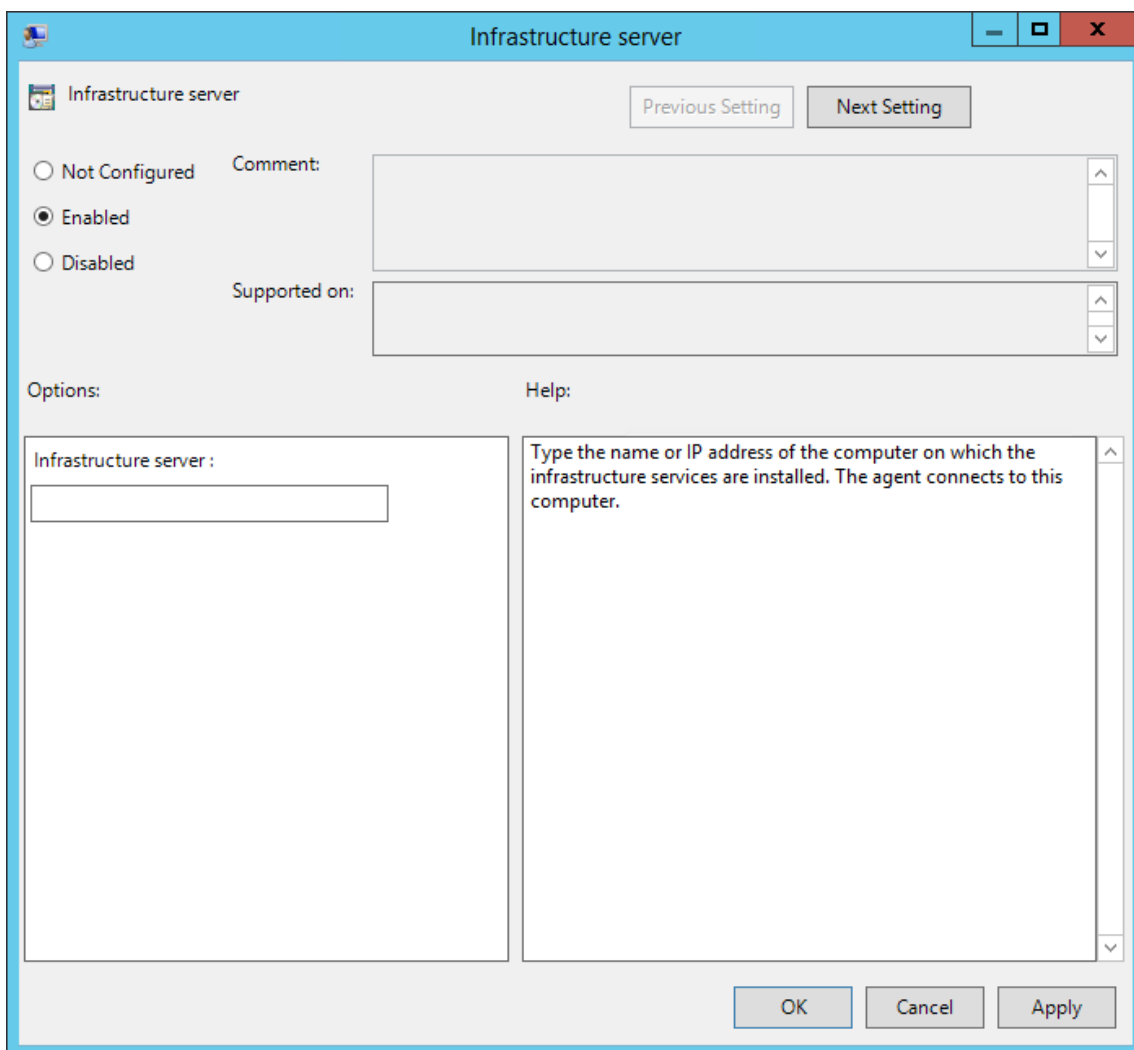 Infrastructure server
Infrastructure server
Previous Setting
Next Setting
Not Configured
Comment:
Enabled
Disabled
Supported on:
Options:
Help:
Infrastructure server :
Type the name or IP address of the computer on which the
infrastructure services are installed. The agent connects to this
computer.
OK
Cancel
Apply